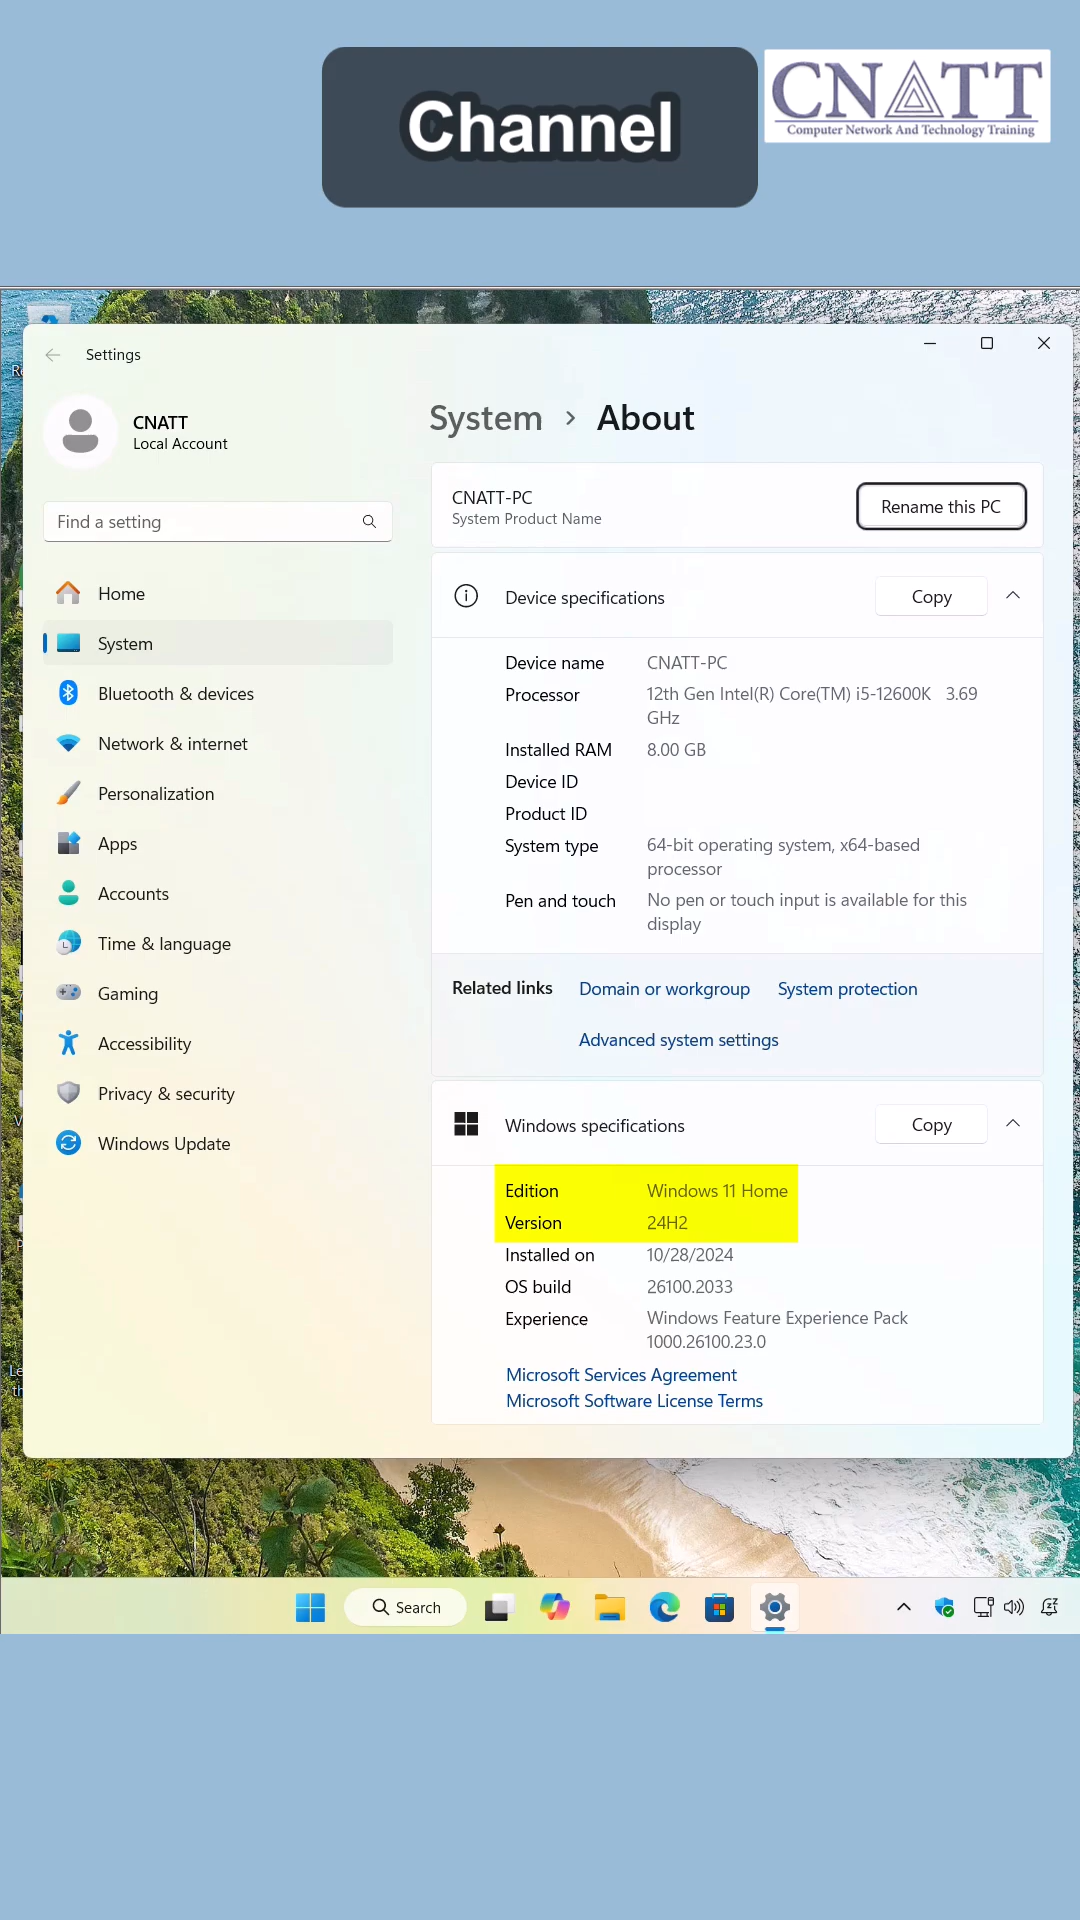 Channel
CNATT
Computer Network And Technology Training
Settings
CNATT
Local Account
Find a setting
Home
System
Bluetooth & devices
Network & internet
Personalization
Apps
Accounts
Time & language
Gaming
Accessibility
Privacy & security
Windows Update
System > About
CNATT-PC
System Product Name
Rename this PC
Device specifications
Copy
Device name CNATT-PC
Processor 12th Gen Intel(R) Core(TM) i5-12600K 3.69
GHz
Installed RAM 8.00 GB
Device ID
Product ID
System type 64-bit operating system, x64-based
processor
Pen and touch No pen or touch input is available for this
display
Related links Domain or workgroup System protection
Advanced system settings
Windows specifications
Copy
Edition Windows 11 Home
Version 24H2
Installed on 10/28/2024
OS build 26100.2033
Experience Windows Feature Experience Pack
1000.26100.23.0
Microsoft Services Agreement
Microsoft Software License Terms
Search